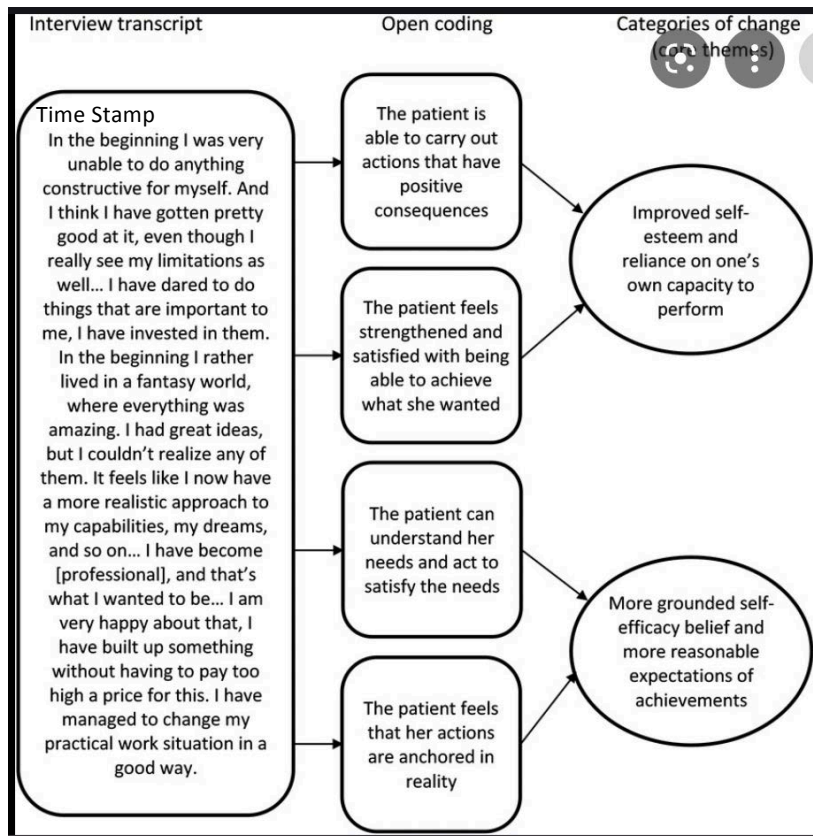 Interview transcript
Open coding
Categories of change
(core themes)
Time Stamp
In the beginning I was very
unable to do anything
constructive for myself. And
I think I have gotten pretty
good at it, even though I
really see my limitations as
well... I have dared to do
things that are important to
me, I have invested in them.
In the beginning I rather
lived in a fantasy world,
where everything was
amazing. I had great ideas,
but I couldn’t realize any of
them. It feels like I now have
a more realistic approach to
my capabilities, my dreams,
and so on... I have become
[professional], and that’s
what I wanted to be... I am
very happy about that, I
have built up something
without having to pay too
high a price for this. I have
managed to change my
practical work situation in a
good way.
The patient is
able to carry out
actions that have
positive
consequences
The patient feels
strengthened and
satisfied with being
able to achieve
what she wanted
The patient can
understand her
needs and act to
satisfy the needs
The patient feels
that her actions
are anchored in
reality
Improved self-
esteem and
reliance on one’s
own capacity to
perform
More grounded self-
efficacy belief and
more reasonable
expectations of
achievements